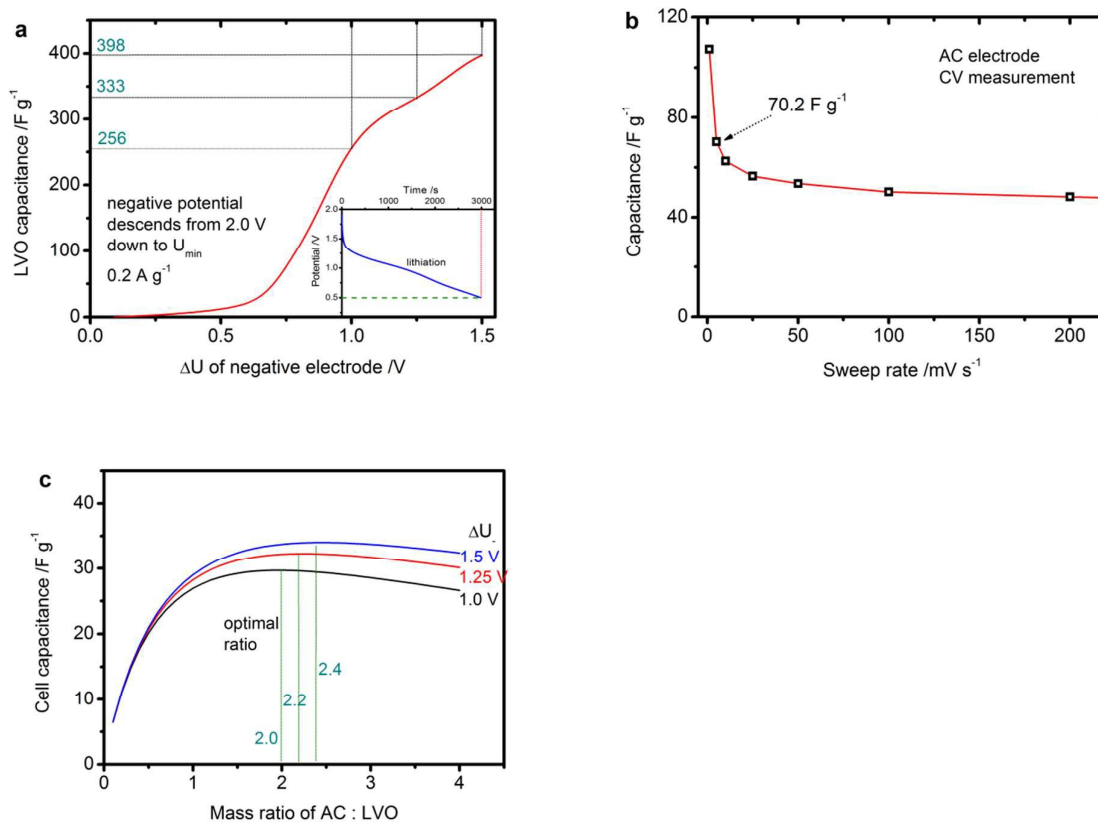 a
LVO capacitance /F g⁻¹
400
300
200
100
0
398
333
256
negative potential
descends from 2.0 V
down to Uₘᵢₙ
0.2 A g⁻¹
Time /s
0 1000 2000 3000
Potential /V
2.0
1.5
1.0
0.5
lithiation
0.0 0.5 1.0 1.5
ΔU of negative electrode /V
b
Capacitance /F g⁻¹
120
80
40
0
AC electrode
CV measurement
70.2 F g⁻¹
0 50 100 150 200
Sweep rate /mV s⁻¹
c
Cell capacitance /F g⁻¹
40
30
20
10
0
ΔU₋
1.5 V
1.25 V
1.0 V
optimal
ratio
2.4
2.2
2.0
0 1 2 3 4
Mass ratio of AC : LVO